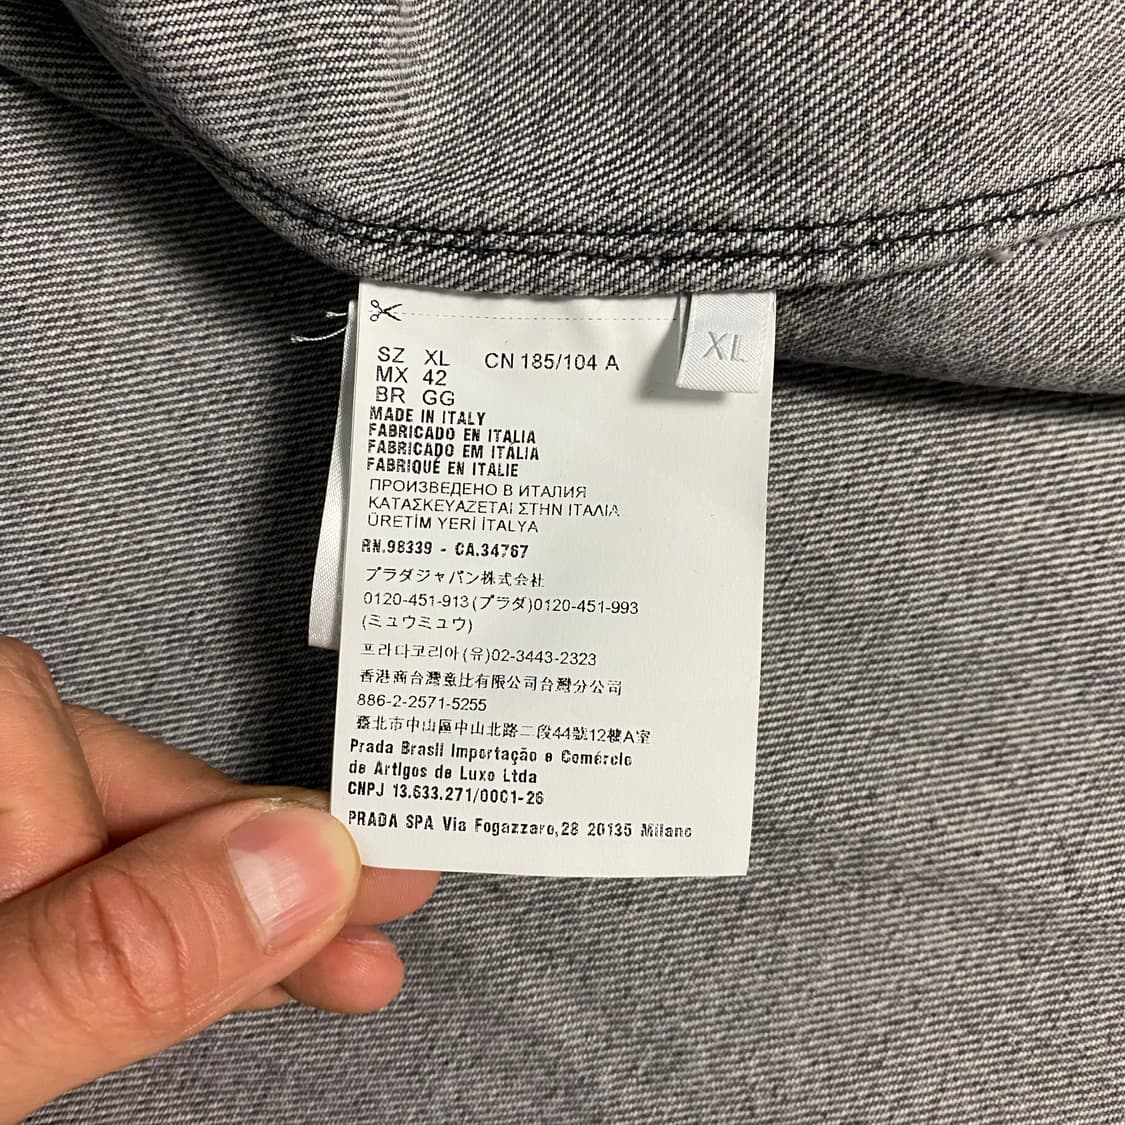 SZ XL CN 185/104 A
XL
MX 42
BR GG
MADE IN ITALY
FABRICADO EN ITALIA
FABRICADO EM ITÁLIA
FABRIQUÉ EN ITALIE
ПРОИЗВЕДЕНО В ИТАЛИЯ
ΚΑΤΑΣΚΕΥΑΖΕΤΑΙ ΣΤΗΝ ΙΤΑΛΙΑ
ÜRETİM YERİ İTALYA
RN.98339 - CA.34767
プラダジャパン株式会社
0120-451-913(プラダ)0120-451-993
(ミュウミュウ)
프라다코리아(유)02-3443-2323
香港商台灣意比有限公司台灣分公司
886-2-2571-5255
臺北市中山區中山北路二段44號12樓A室
Prada Brasil Importação e Comércio
de Artigos de Luxo Ltda
CNPJ 13.633.271/0001-26
PRADA SPA Via Fogazzaro,28 20135 Milano